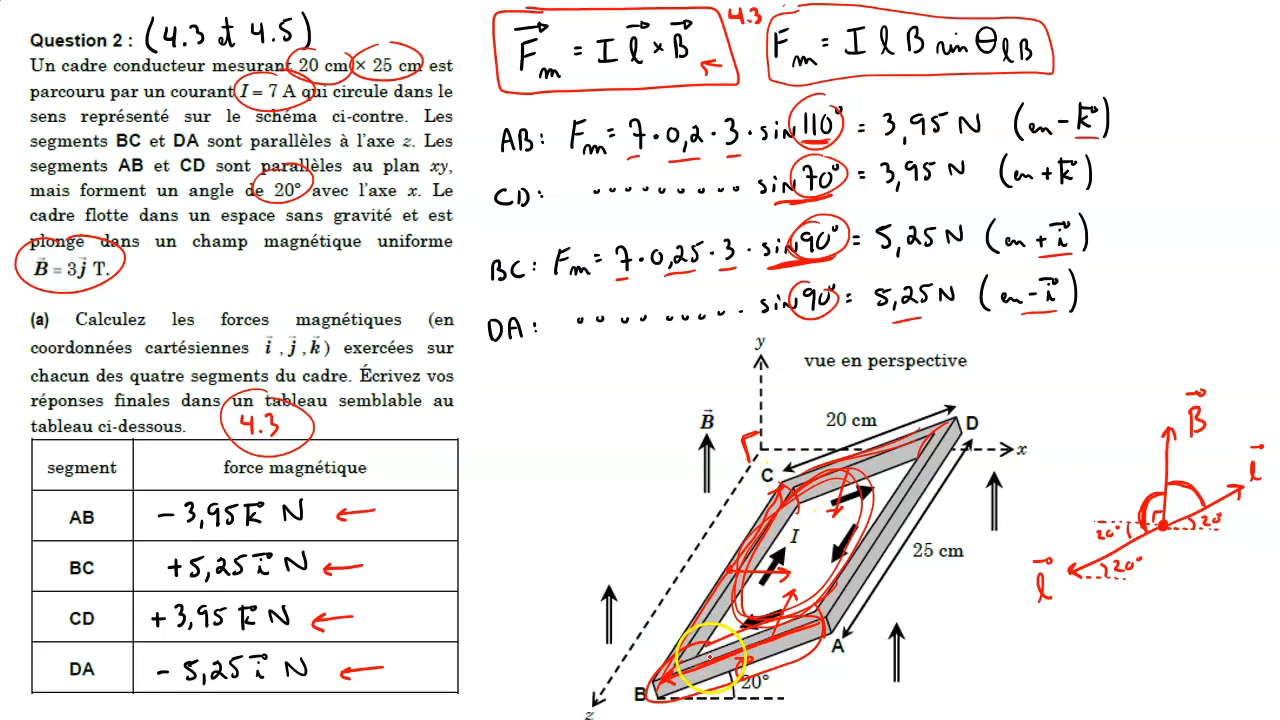 Question 2 : (4.3 et 4.5)
Un cadre conducteur mesurant 20 cm × 25 cm est
parcouru par un courant I = 7 A qui circule dans le
sens représenté sur le schéma ci-contre. Les
segments BC et DA sont parallèles à l'axe z. Les
segments AB et CD sont parallèles au plan xy,
mais forment un angle de 20° avec l'axe x. Le
cadre flotte dans un espace sans gravité et est
plongé dans un champ magnétique uniforme
B⃗ = 3j⃗ T.
(a) Calculez les forces magnétiques (en
coordonnées cartésiennes i⃗ , j⃗ , k⃗ ) exercées sur
chacun des quatre segments du cadre. Écrivez vos
réponses finales dans un tableau semblable au
tableau ci-dessous.
4.3
segment force magnétique
AB − 3,95 k⃗ N ←
BC + 5,25 i⃗ N ←
CD + 3,95 k⃗ N ←
DA − 5,25 i⃗ N ←
F⃗m = I l⃗ × B⃗
4.3
Fm = I l B sin θlB
AB: Fm = 7 · 0,2 · 3 · sin 110° = 3,95 N (en − k⃗)
CD: ......... sin 70° = 3,95 N (en + k⃗)
BC: Fm = 7 · 0,25 · 3 · sin 90° = 5,25 N (en + i⃗)
DA: ......... sin 90° = 5,25 N (en − i⃗)
y
vue en perspective
B⃗
20 cm
D
x
C
I
25 cm
A
B
20°
z
B⃗
l⃗
20° 20°
20°
l⃗